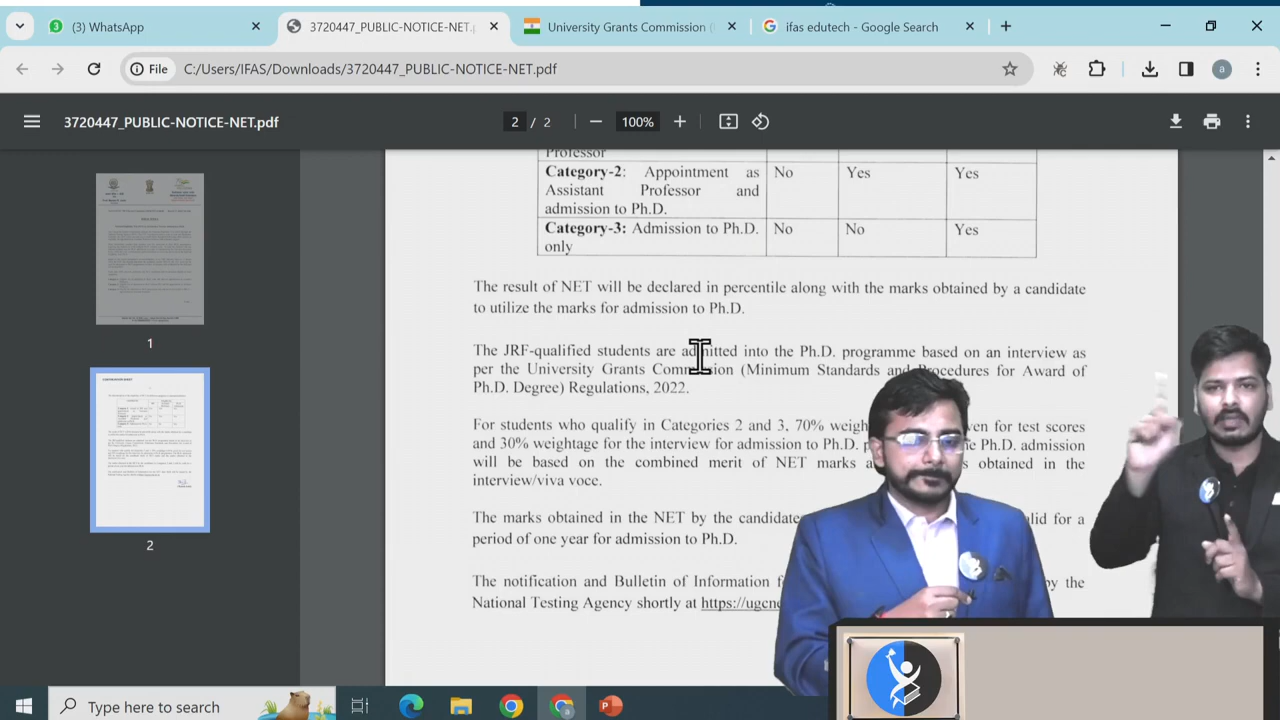 (3) WhatsApp
3720447_PUBLIC-NOTICE-NET.p
University Grants Commission (
ifas edutech - Google Search
File
C:/Users/IFAS/Downloads/3720447_PUBLIC-NOTICE-NET.pdf
a
3720447_PUBLIC-NOTICE-NET.pdf
2 / 2
100%
1
2
Professor
Category-2: Appointment as No Yes Yes
Assistant Professor and
admission to Ph.D.
Category-3: Admission to Ph.D. No No Yes
only
The result of NET will be declared in percentile along with the marks obtained by a candidate
to utilize the marks for admission to Ph.D.
The JRF-qualified students are admitted into the Ph.D. programme based on an interview as
per the University Grants Commission (Minimum Standards and Procedures for Award of
Ph.D. Degree) Regulations, 2022.
For students who qualify in Categories 2 and 3, 70% for test scores
and 30% weightage for the interview for admission to Ph.D. Ph.D. admission
will be based on the combined merit of NET marks obtained in the
interview/viva voce.
The marks obtained in the NET by the for a
period of one year for admission to Ph.D.
The notification and Bulletin of Information by the
National Testing Agency shortly at
Type here to search